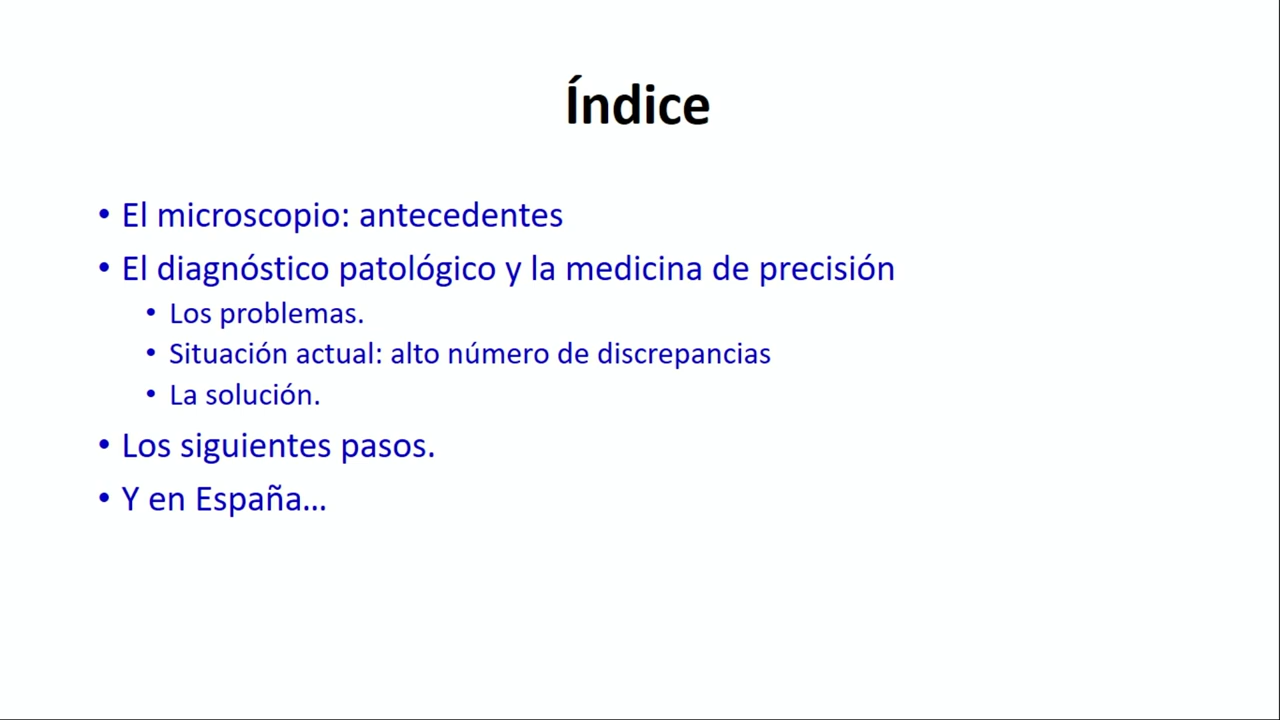 Índice
• El microscopio: antecedentes
• El diagnóstico patológico y la medicina de precisión
• Los problemas.
• Situación actual: alto número de discrepancias
• La solución.
• Los siguientes pasos.
• Y en España...